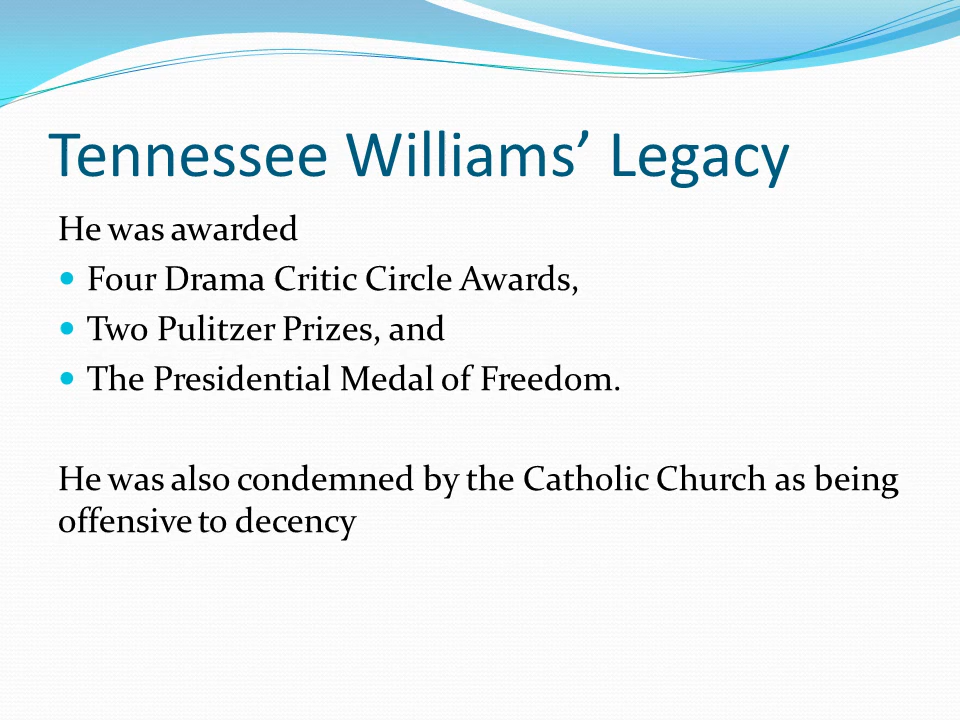 Tennessee Williams’ Legacy
He was awarded
• Four Drama Critic Circle Awards,
• Two Pulitzer Prizes, and
• The Presidential Medal of Freedom.
He was also condemned by the Catholic Church as being
offensive to decency